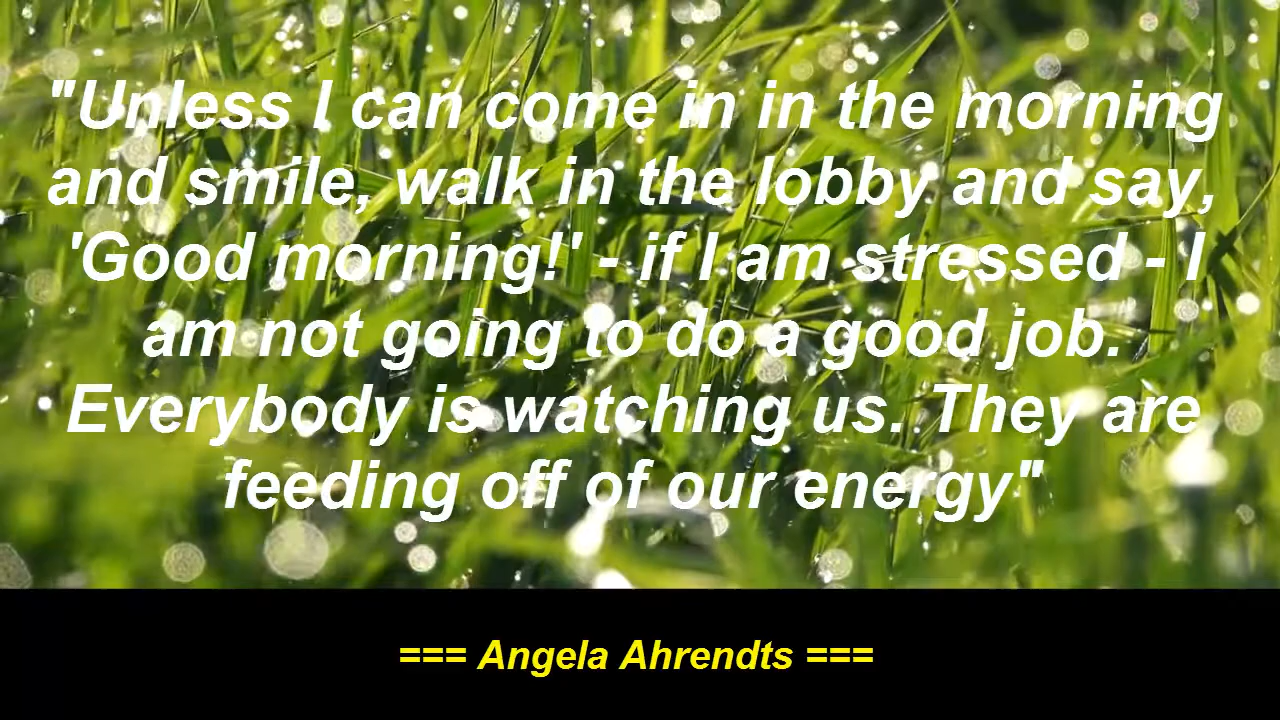 "Unless I can come in in the morning
and smile, walk in the lobby and say,
'Good morning!' - if I am stressed - I
am not going to do a good job.
Everybody is watching us. They are
feeding off of our energy"
=== Angela Ahrendts ===